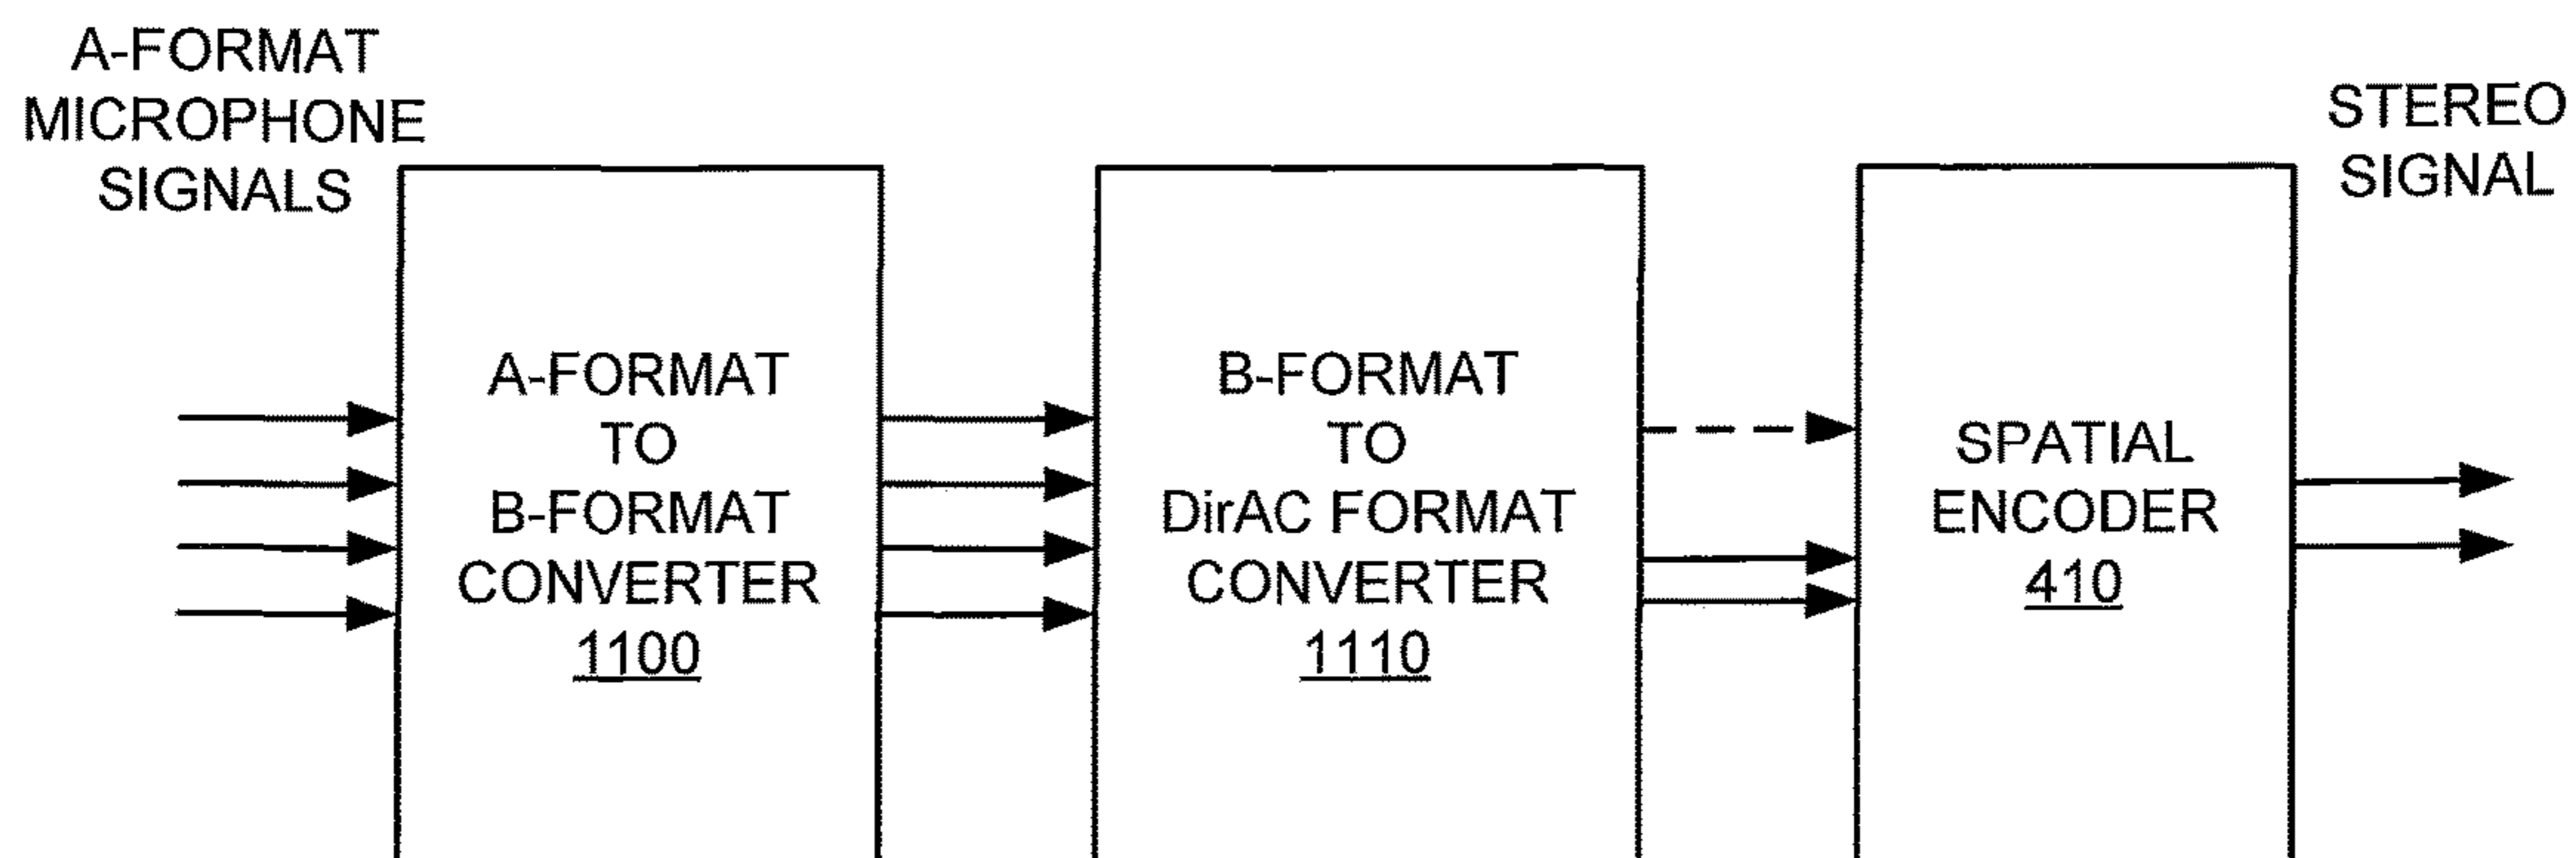 A-FORMAT
MICROPHONE
SIGNALS
A-FORMAT
TO
B-FORMAT
CONVERTER
1100
B-FORMAT
TO
DirAC FORMAT
CONVERTER
1110
SPATIAL
ENCODER
410
STEREO
SIGNAL